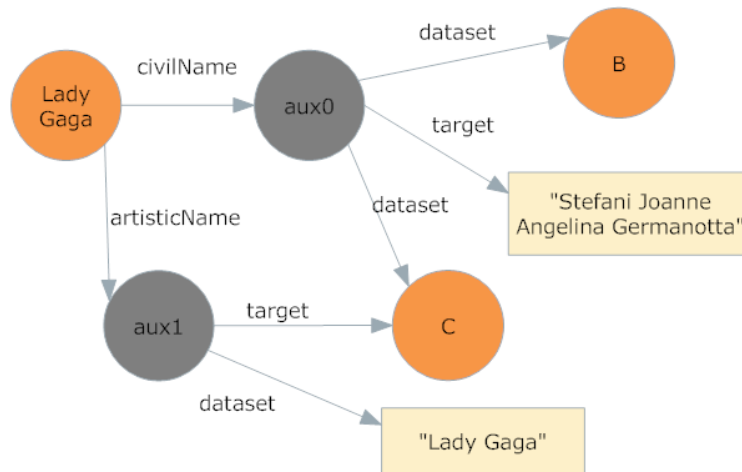 dataset
civilName
B
Lady
Gaga
aux0
target
"Stefani Joanne
Angelina Germanotta"
dataset
artisticName
target
aux1
C
dataset
"Lady Gaga"